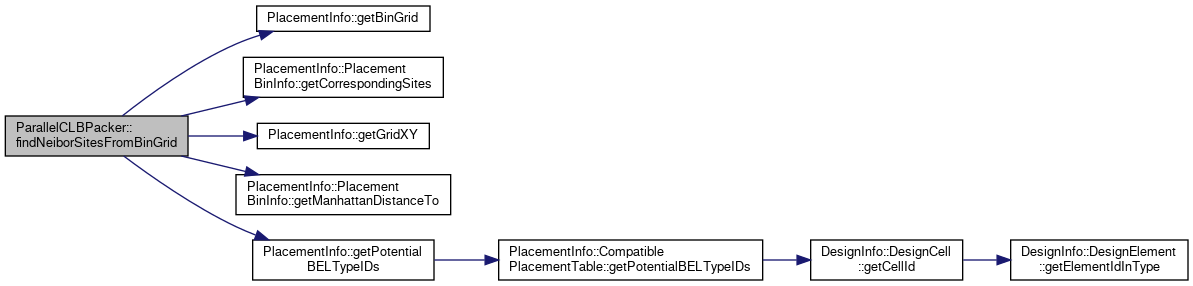 PlacementInfo::getBinGrid
PlacementInfo::Placement
BinInfo::getCorrespondingSites
ParallelCLBPacker::
findNeiborSitesFromBinGrid
PlacementInfo::getGridXY
PlacementInfo::Placement
BinInfo::getManhattanDistanceTo
PlacementInfo::getPotential
BELTypeIDs
PlacementInfo::Compatible
PlacementTable::getPotentialBELTypeIDs
DesignInfo::DesignCell
::getCellId
DesignInfo::DesignElement
::getElementIdInType